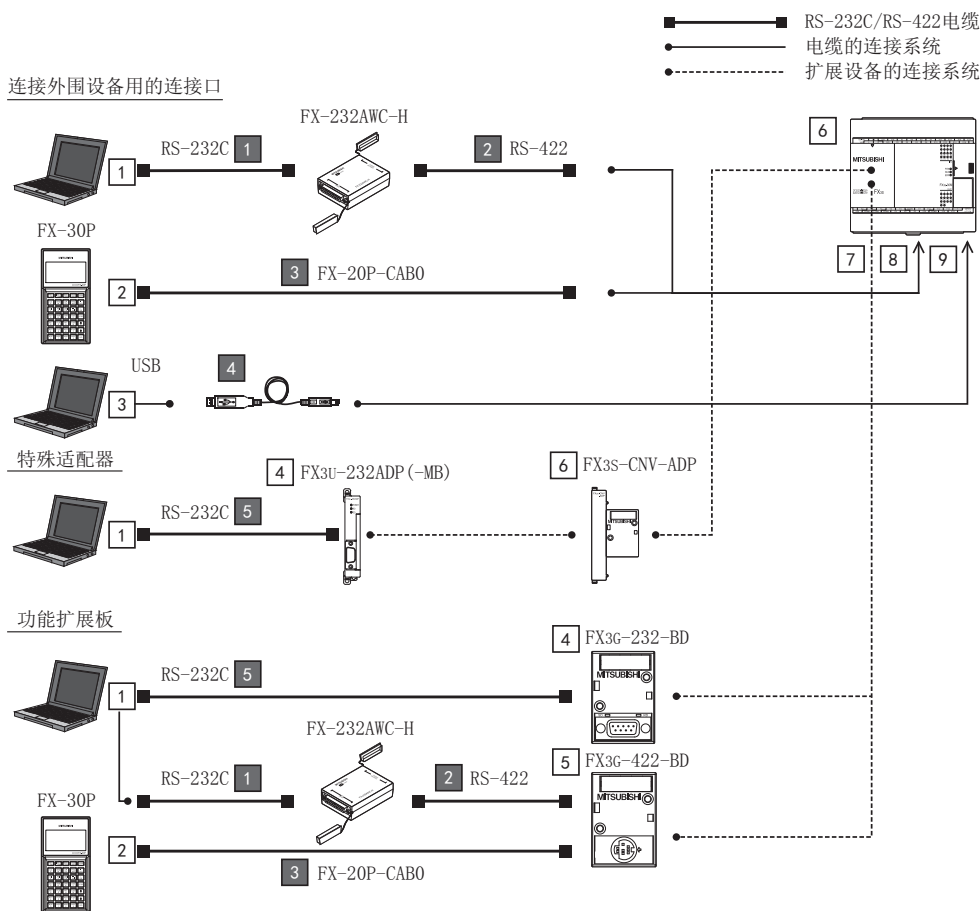 RS-232C/RS-422电缆
电缆的连接系统
扩展设备的连接系统
连接外围设备用的连接口
FX-232AWC-H
1 RS-232C 1 2 RS-422
6
MITSUBISHI
FX-30P
7 8 9
2 3 FX-20P-CAB0
USB
3 4
特殊适配器
4 FX3U-232ADP(-MB)
6 FX3S-CNV-ADP
MITSUBISHI
1 RS-232C 5
功能扩展板
4 FX3G-232-BD
MITSUBISHI
1 RS-232C 5
FX-232AWC-H
5 FX3G-422-BD
MITSUBISHI
RS-232C 1 2 RS-422
FX-30P
2 3 FX-20P-CAB0